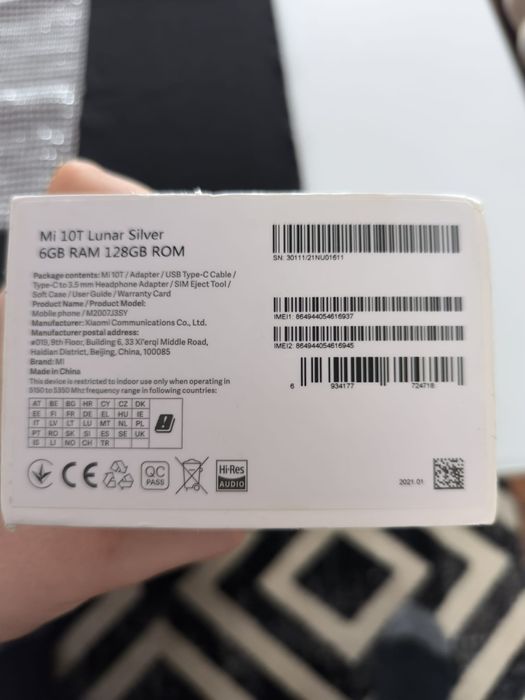 Mi 10T Lunar Silver
6GB RAM 128GB ROM
Package contents: Mi 10T / Adapter / USB Type-C Cable /
Type-C to 3.5 mm Headphone Adapter / SIM Eject Tool /
Soft Case / User Guide / Warranty Card
Product Name / Product Model:
Mobile phone / M2007J3SY
Manufacturer: Xiaomi Communications Co., Ltd.
Manufacturer postal address:
#019, 9th Floor, Building 6, 33 Xi'erqi Middle Road,
Haidian District, Beijing, China, 100085
Brand: MI
Made in China
This device is restricted to indoor use only when operating in
5150 to 5350 Mhz frequency range in following countries:
AT BE BG HR CY CZ DK
EE FI FR DE EL HU IE
IT LV LT LU MT NL PL
PT RO SK SI ES SE UK
IS LI NO CH TR
CE
QC
PASS
Hi-Res
AUDIO
SN: 30111/21NU01611
IMEI1: 864944054616937
IMEI2: 864944054616945
6 934177 724718
2021.01